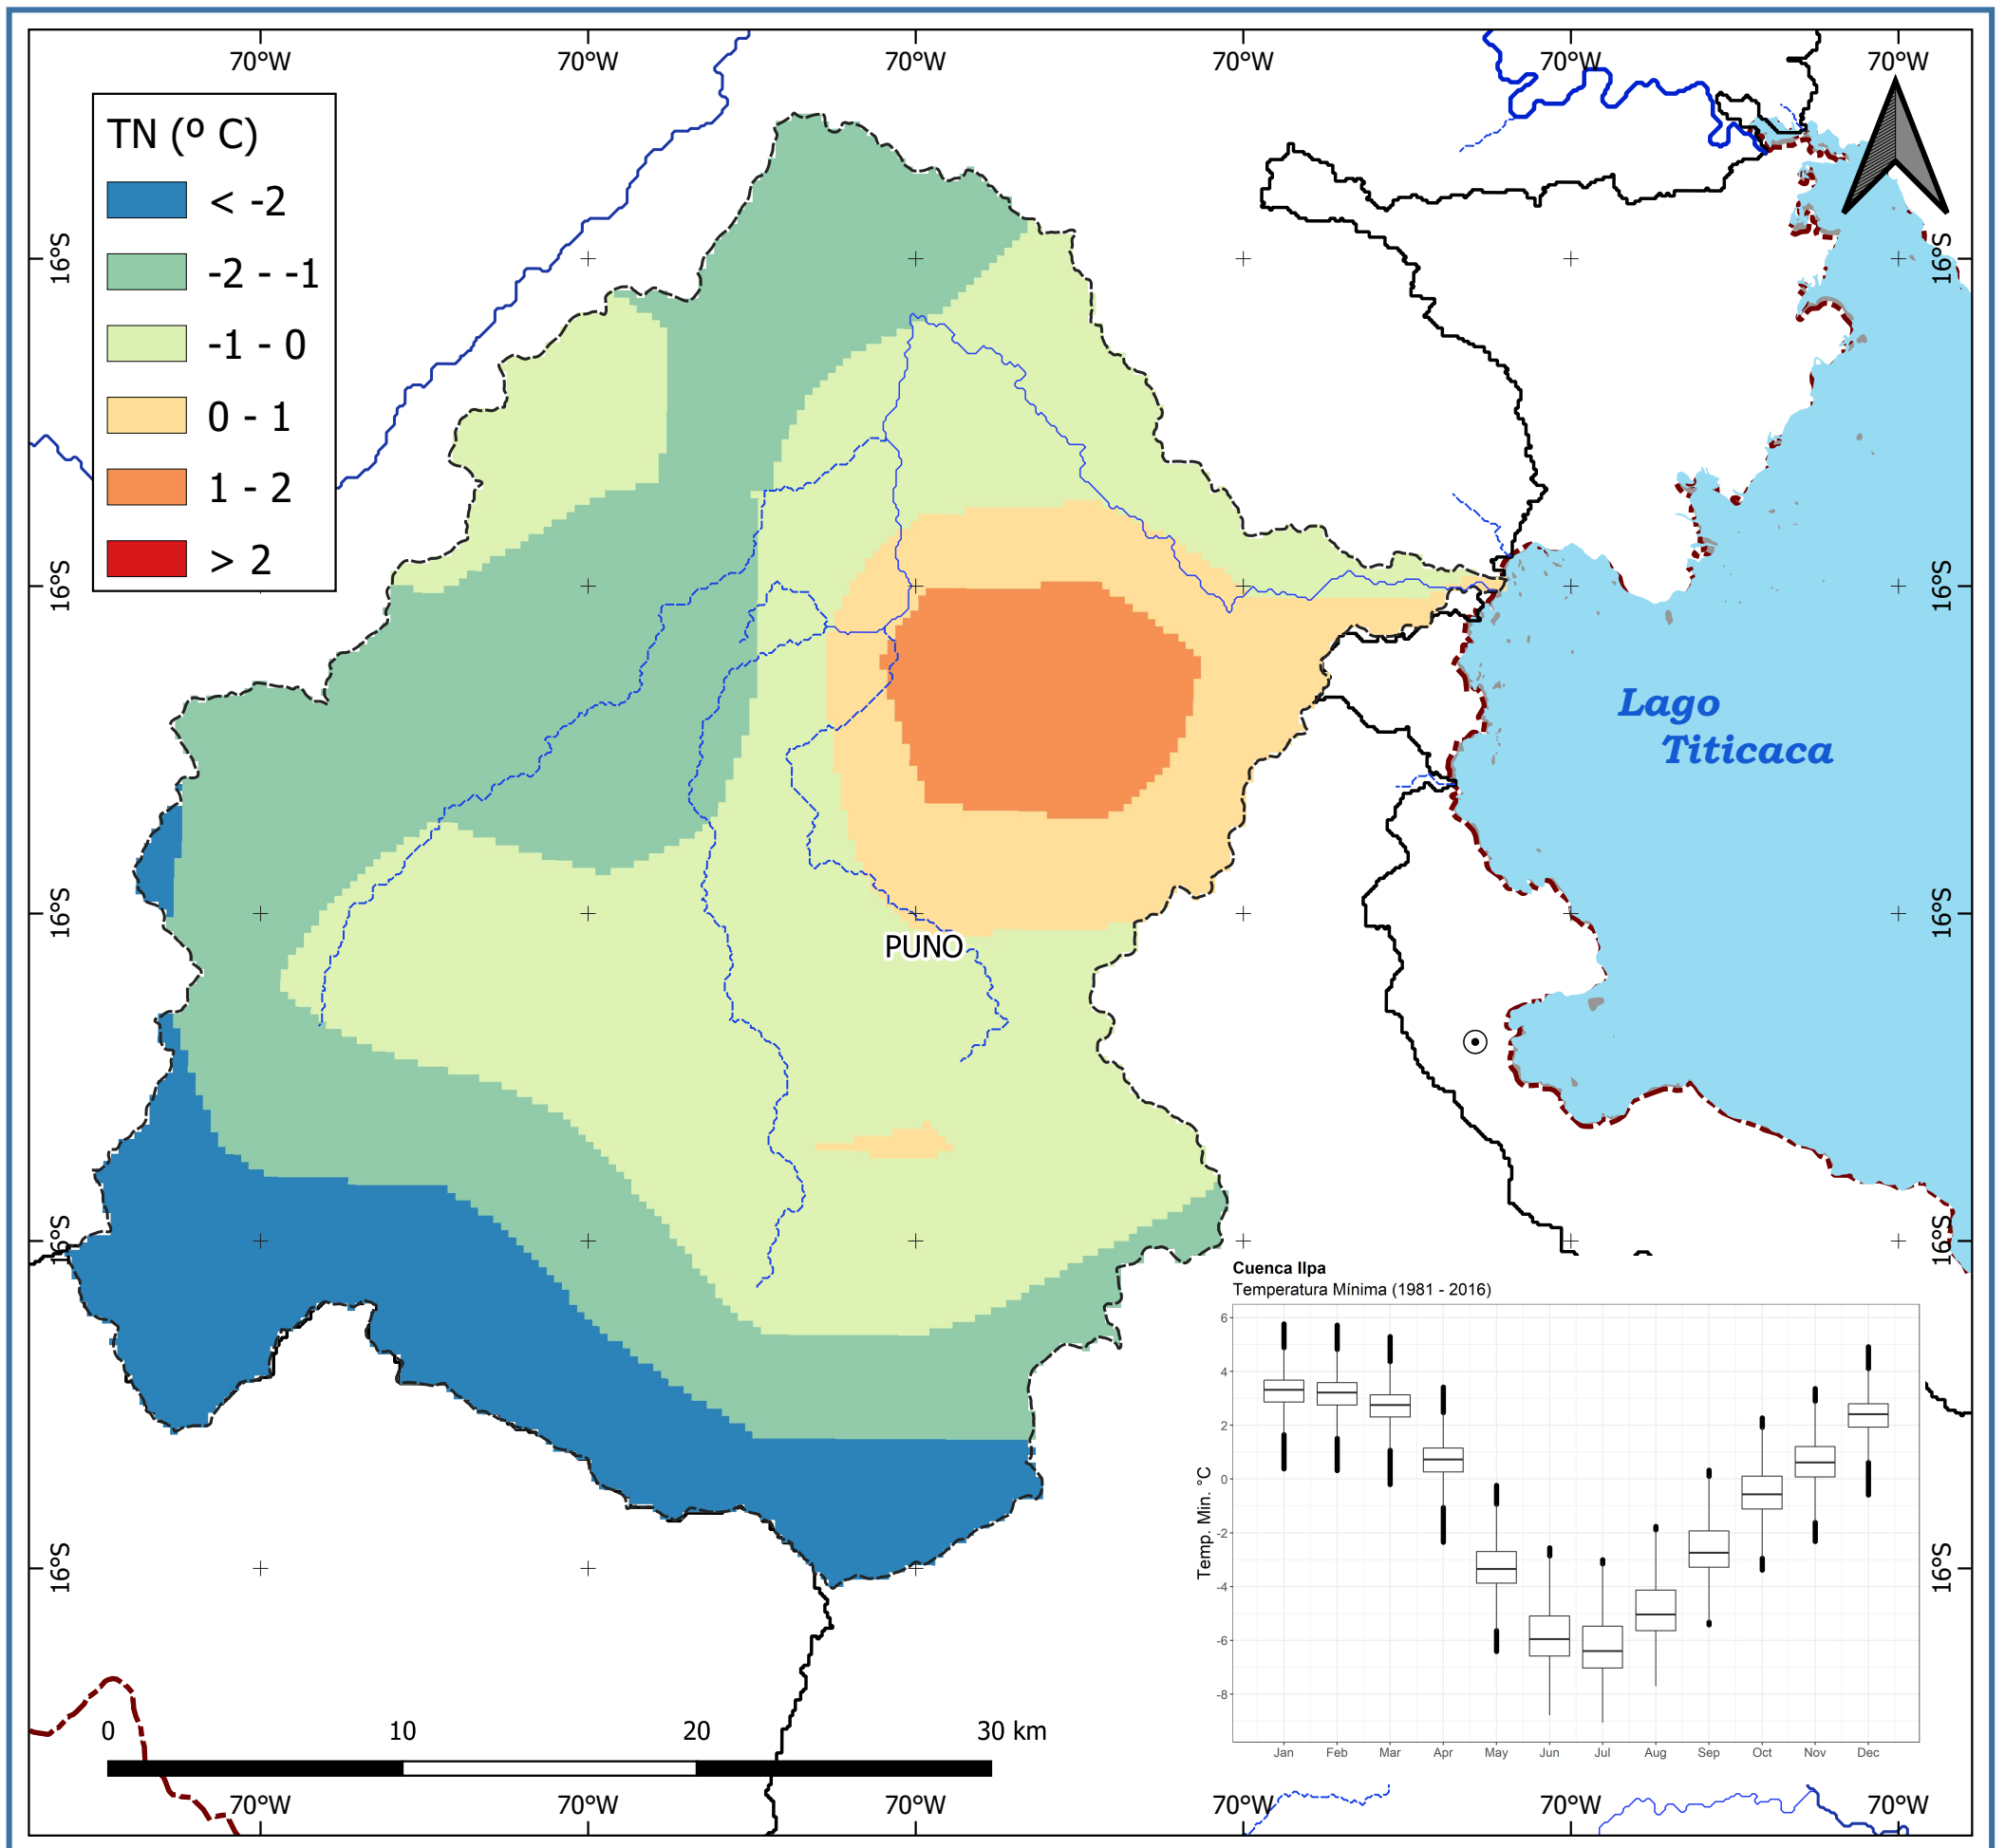 70°W 70°W 70°W 70°W 70°W 70°W
TN (º C)
< -2
-2 - -1
-1 - 0
0 - 1
1 - 2
> 2
16°S 16°S
16°S 16°S
Lago
Titicaca
16°S 16°S
PUNO
16°S 16°S
16°S 16°S
Cuenca Ilpa
Temperatura Mínima (1981 - 2016)
Temp. Min. °C
6
4
2
0
-2
-4
-6
-8
Jan Feb Mar Apr May Jun Jul Aug Sep Oct Nov Dec
0 10 20 30 km
70°W 70°W 70°W 70°W 70°W 70°W